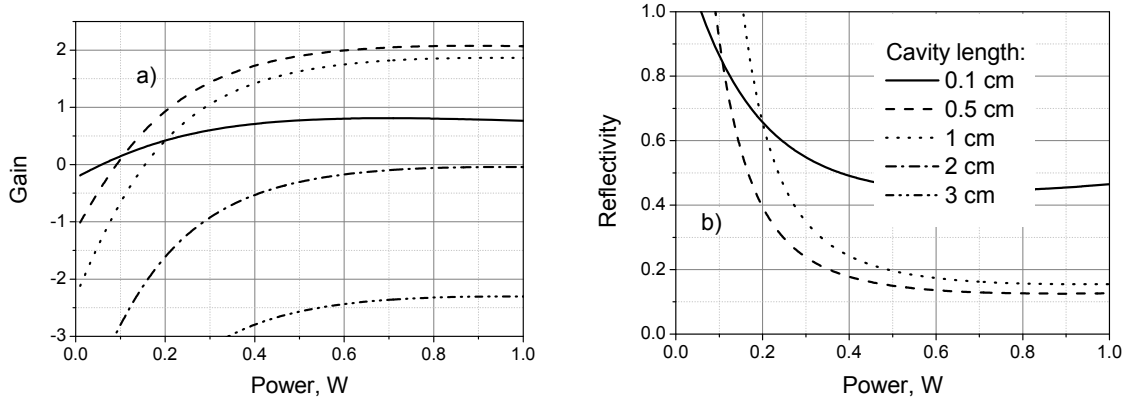 a)
Gain
2
1
0
-1
-2
-3
0.0 0.2 0.4 0.6 0.8 1.0
Power, W
b)
Reflectivity
1.0
0.8
0.6
0.4
0.2
0.0
0.0 0.2 0.4 0.6 0.8 1.0
Power, W
Cavity length:
0.1 cm
0.5 cm
1 cm
2 cm
3 cm